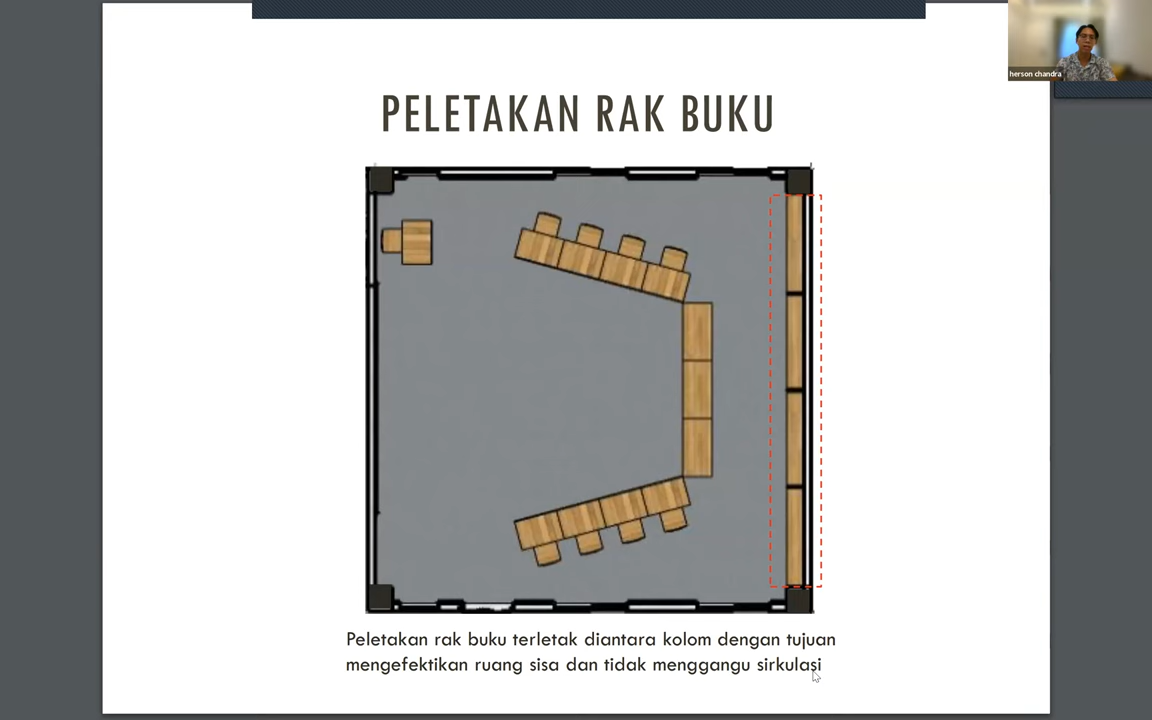 herson chandra
PELETAKAN RAK BUKU
Peletakan rak buku terletak diantara kolom dengan tujuan
mengefektikan ruang sisa dan tidak menggangu sirkulasi